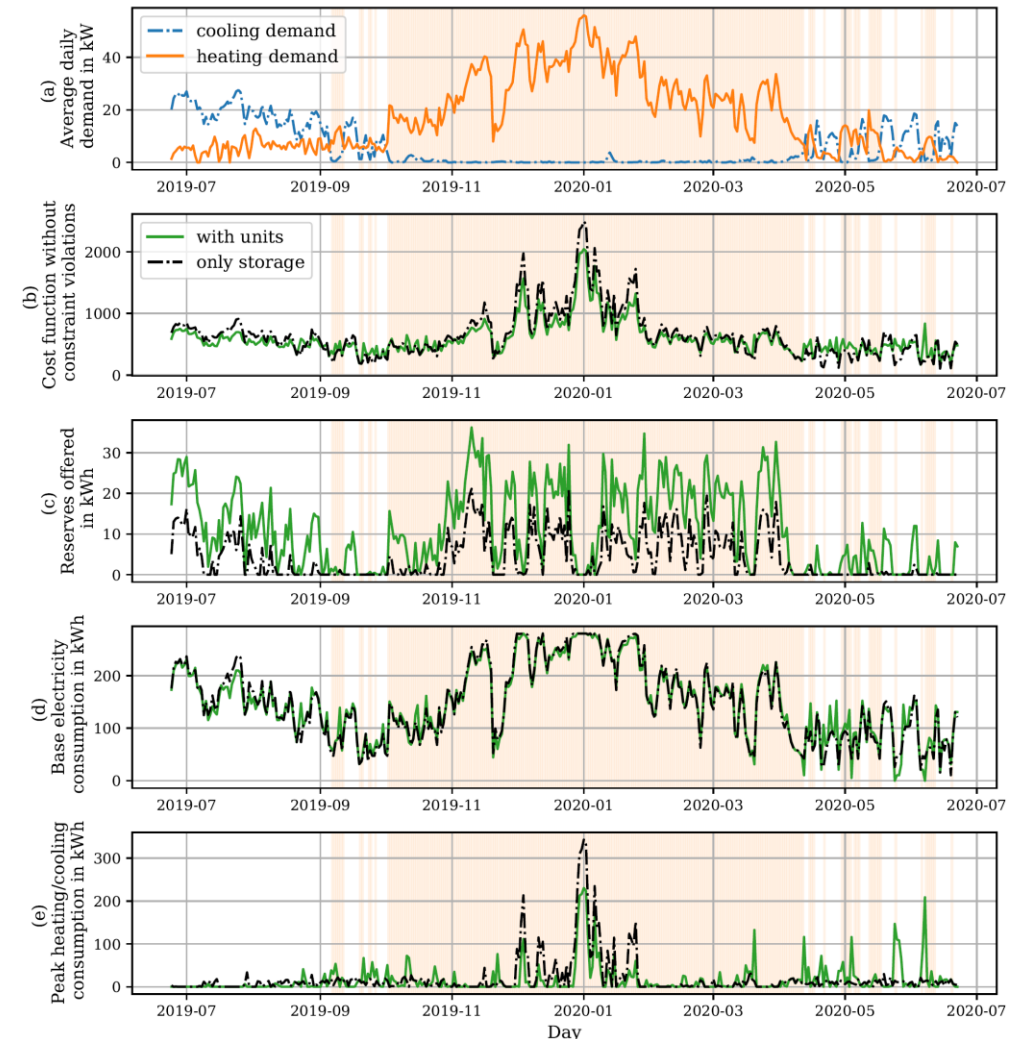 (a)
Average daily
demand in kW
40
20
0
cooling demand
heating demand
2019-07 2019-09 2019-11 2020-01 2020-03 2020-05 2020-07
(b)
Cost function without
constraint violations
2000
1000
0
with units
only storage
2019-07 2019-09 2019-11 2020-01 2020-03 2020-05 2020-07
(c)
Reserves offered
in kWh
30
20
10
0
2019-07 2019-09 2019-11 2020-01 2020-03 2020-05 2020-07
(d)
Base electricity
consumption in kWh
200
100
0
2019-07 2019-09 2019-11 2020-01 2020-03 2020-05 2020-07
(e)
Peak heating/cooling
consumption in kWh
300
200
100
0
2019-07 2019-09 2019-11 2020-01 2020-03 2020-05 2020-07
Day